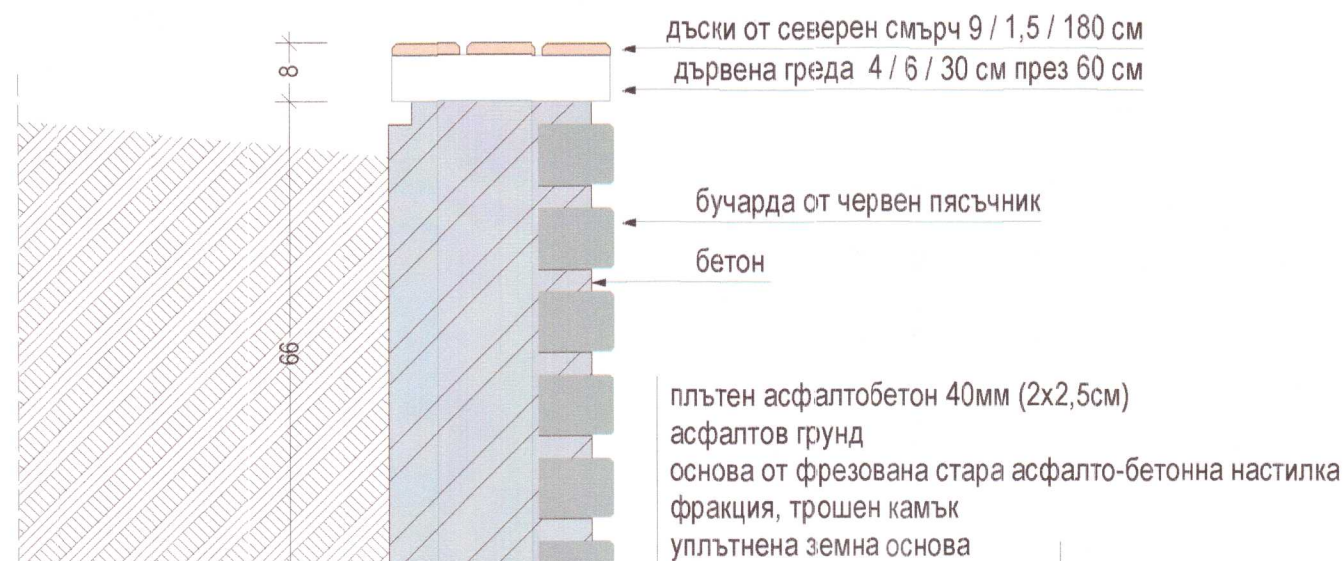 дъски от северен смърч 9 / 1,5 / 180 см
дървена греда 4 / 6 / 30 см през 60 см
8
бучарда от червен пясъчник
бетон
66
плътен асфалтобетон 40мм (2х2,5см)
асфалтов грунд
основа от фрезована стара асфалто-бетонна настилка
фракция, трошен камък
уплътнена земна основа